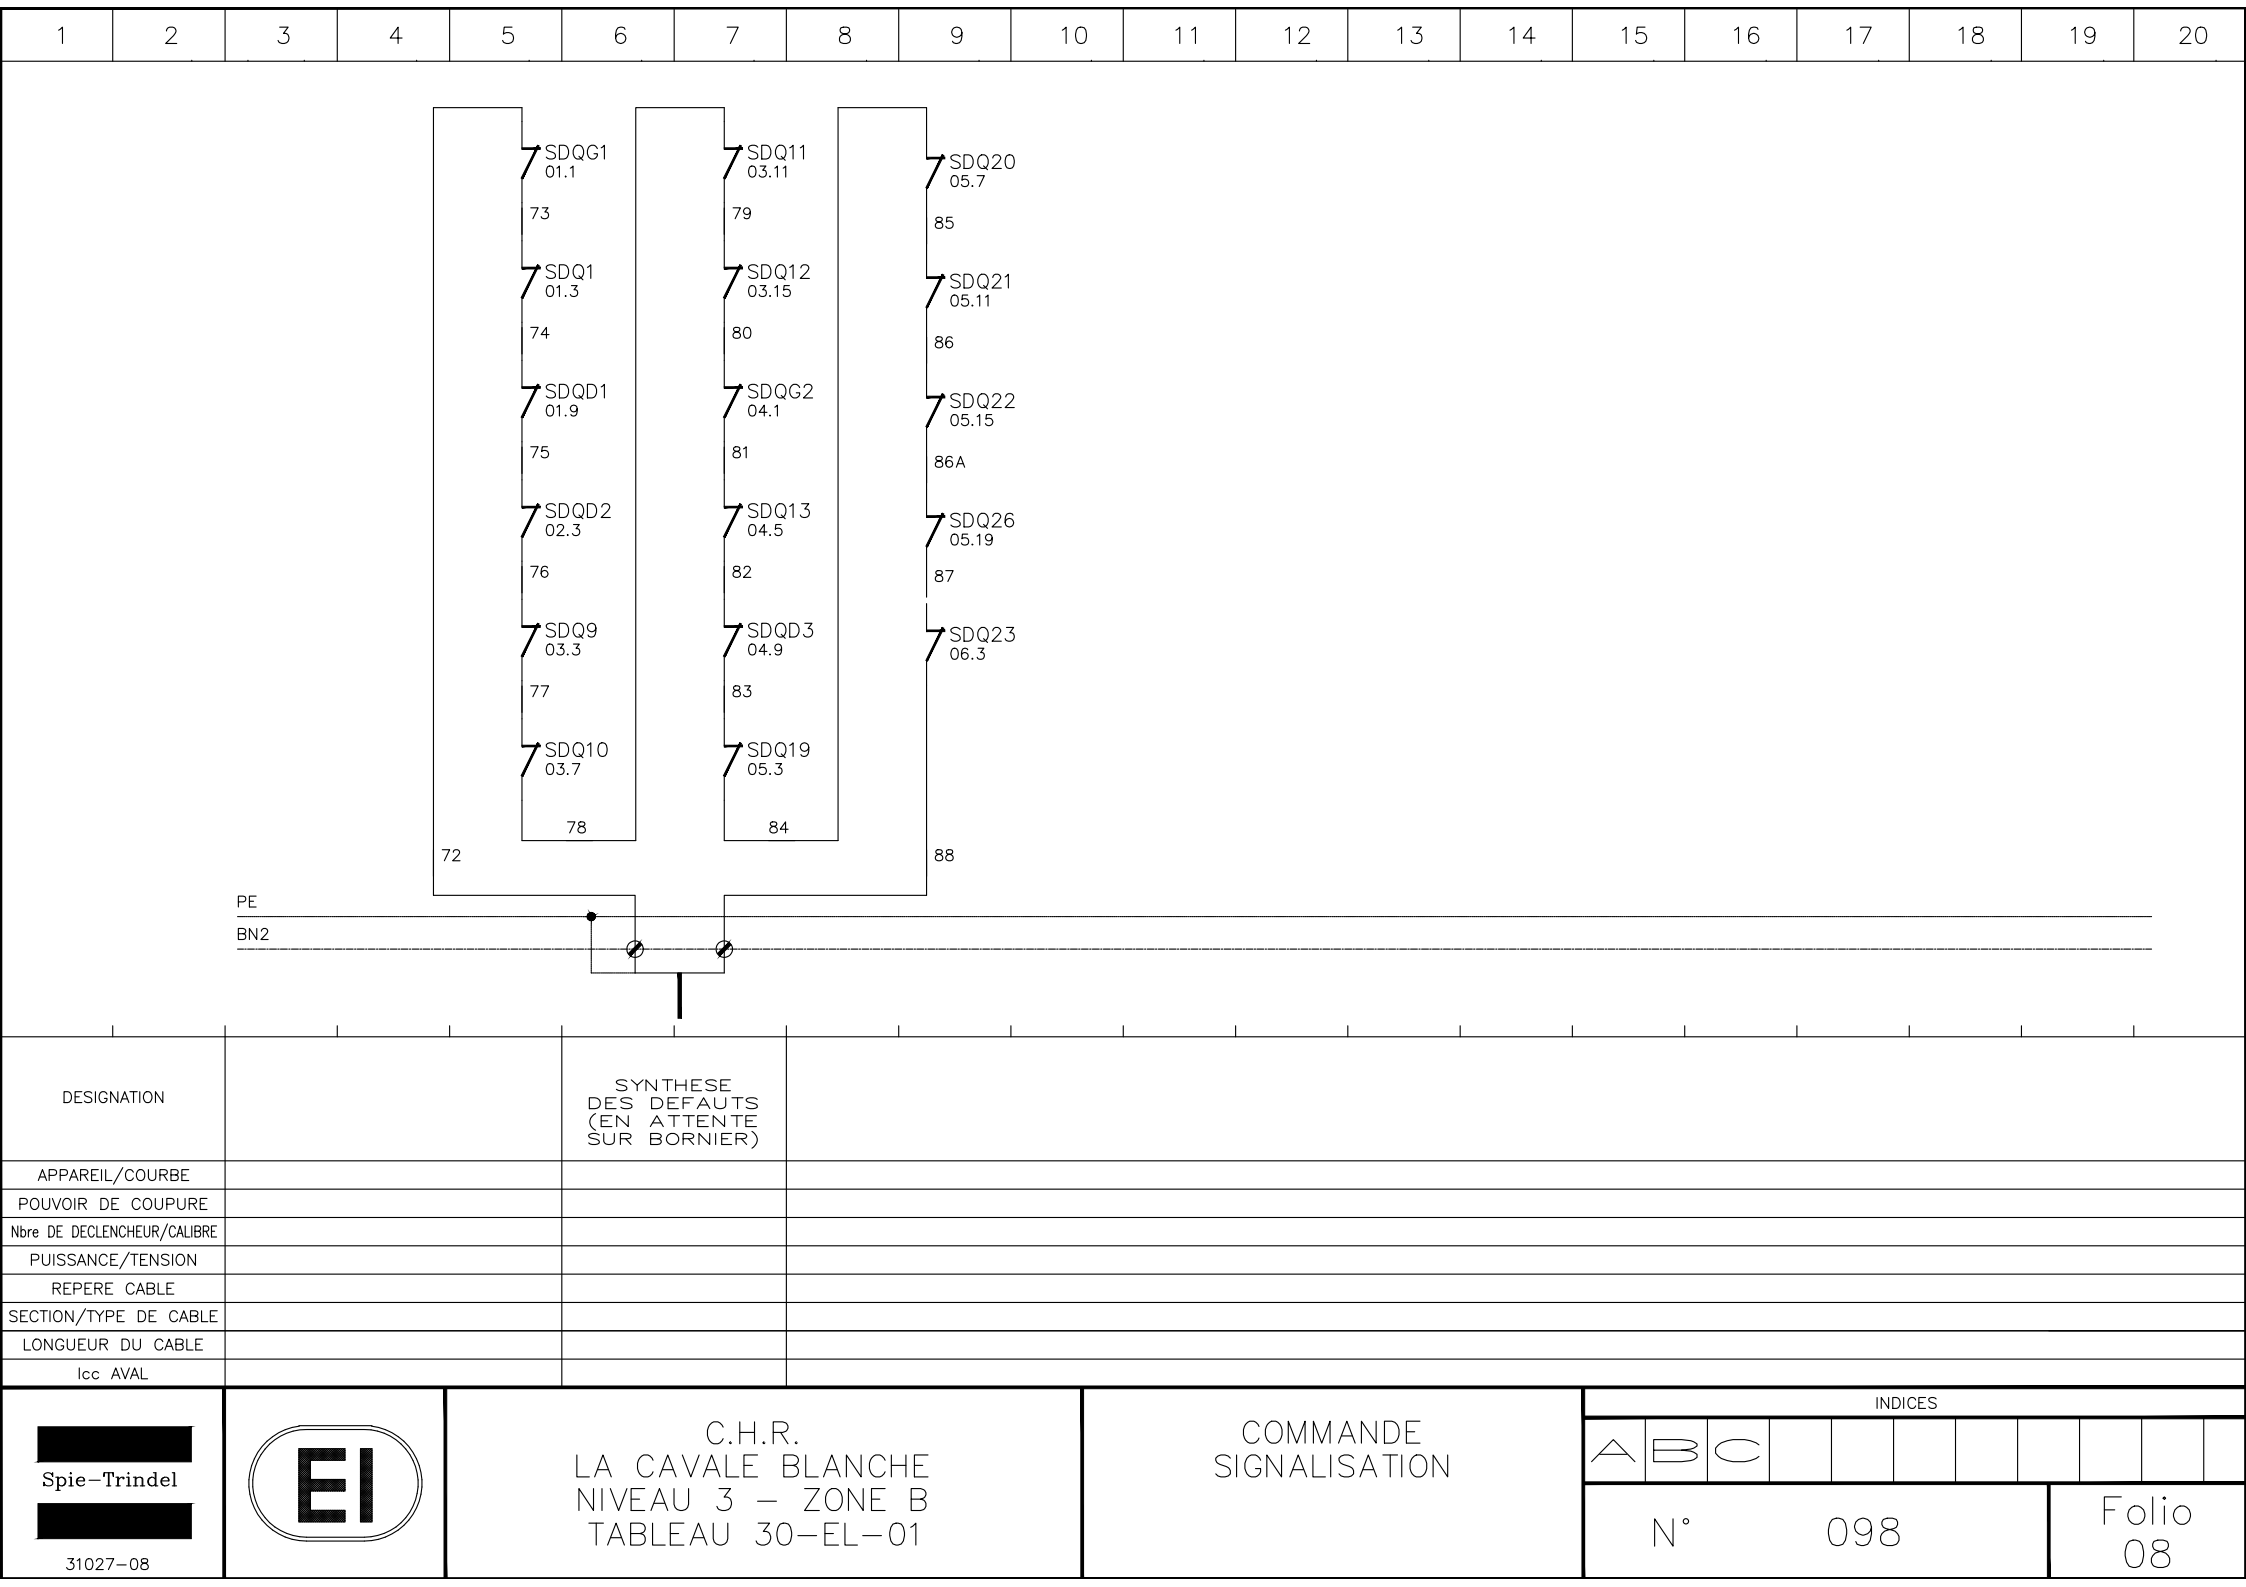 1 2 3 4 5 6 7 8 9 10 11 12 13 14 15 16 17 18 19 20
SDQG1
01.1
73
SDQ1
01.3
74
SDQD1
01.9
75
SDQD2
02.3
76
SDQ9
03.3
77
SDQ10
03.7
78
72
SDQ11
03.11
79
SDQ12
03.15
80
SDQG2
04.1
81
SDQ13
04.5
82
SDQD3
04.9
83
SDQ19
05.3
84
SDQ20
05.7
85
SDQ21
05.11
86
SDQ22
05.15
86A
SDQ26
05.19
87
SDQ23
06.3
88
PE
BN2
DESIGNATION
SYNTHESE
DES DEFAUTS
(EN ATTENTE
SUR BORNIER)
APPAREIL/COURBE
POUVOIR DE COUPURE
Nbre DE DECLENCHEUR/CALIBRE
PUISSANCE/TENSION
REPERE CABLE
SECTION/TYPE DE CABLE
LONGUEUR DU CABLE
Icc AVAL
Spie-Trindel
31027-08
EI
C.H.R.
LA CAVALE BLANCHE
NIVEAU 3 - ZONE B
TABLEAU 30-EL-01
COMMANDE
SIGNALISATION
INDICES
A B C
N° 098
Folio
08